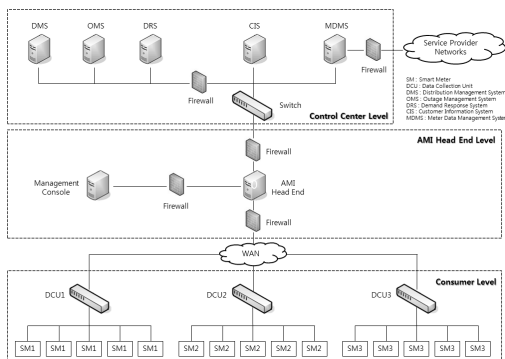 DMS OMS DRS CIS MDMS
Service Provider
Networks
Firewall
Firewall
Switch
Control Center Level
SM : Smart Meter
DCU : Data Collection Unit
DMS : Distribution Management System
OMS : Outage Management System
DRS : Demand Response System
CIS : Customer Information System
MDMS : Meter Data Management System
AMI Head End Level
Firewall
Management
Console
Firewall
AMI
Head End
Firewall
WAN
Consumer Level
DCU1 DCU2 DCU3
SM1 SM1 SM1 SM1 SM1 SM2 SM2 SM2 SM2 SM2 SM3 SM3 SM3 SM3 SM3